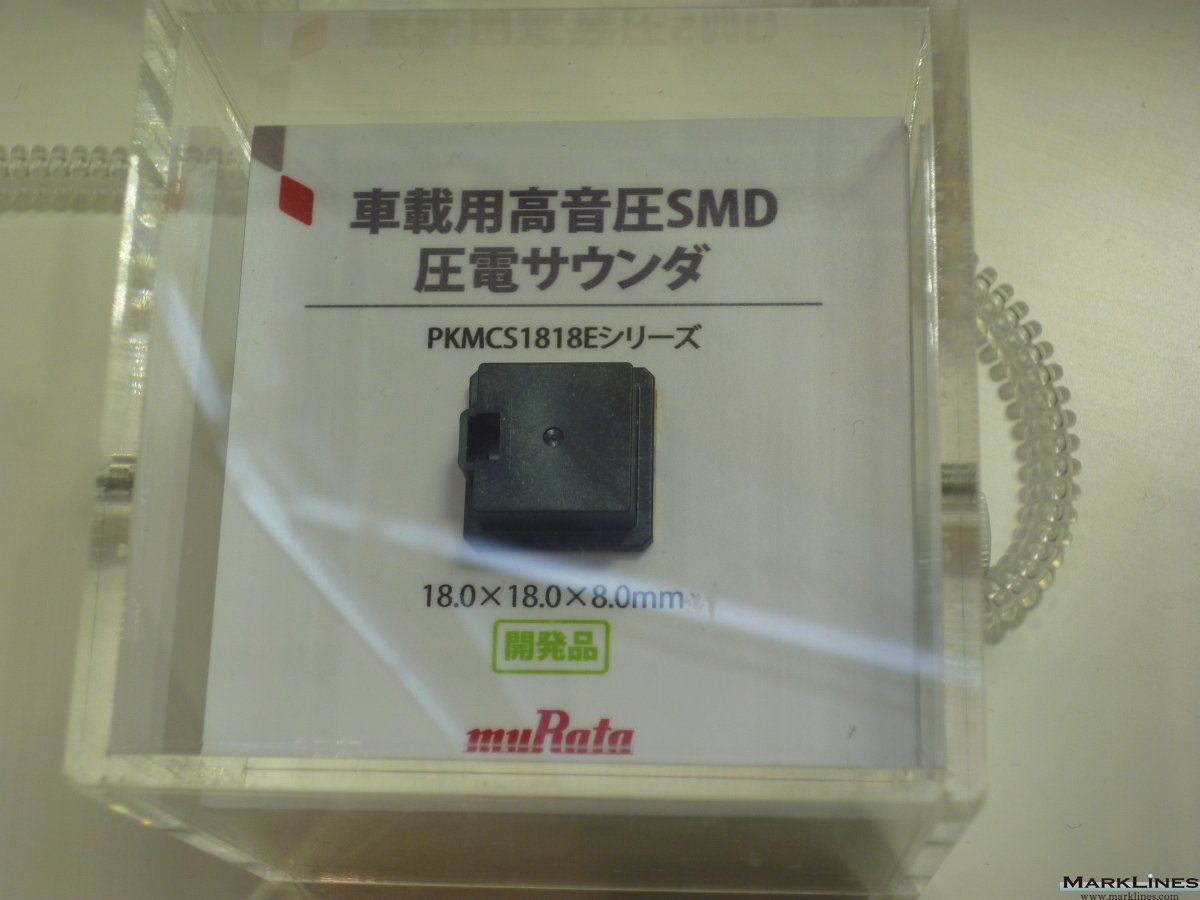 車載用高音圧SMD
圧電サウンダ
PKMCS1818Eシリーズ
18.0×18.0×8.0mm
開発品
muRata
MARKLINES
www.marklines.com